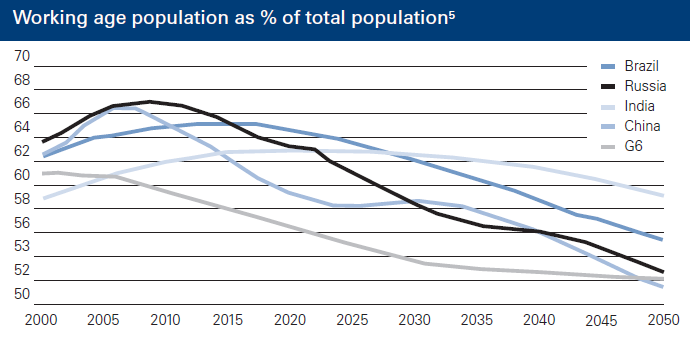 Working age population as % of total population⁵
70
68
66
64
62
60
58
56
53
52
50
2000 2005 2010 2015 2020 2025 2030 2035 2040 2045 2050
Brazil
Russia
India
China
G6